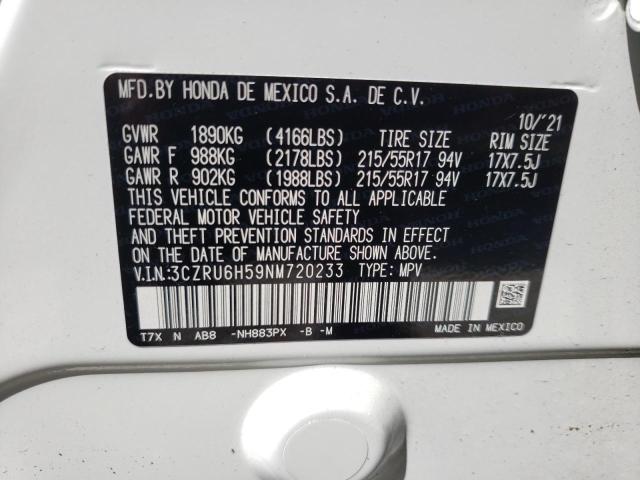 MFD.BY HONDA DE MEXICO S.A. DE C.V.
10/'21
GVWR 1890KG (4166LBS) TIRE SIZE RIM SIZE
GAWR F 988KG (2178LBS) 215/55R17 94V 17X7.5J
GAWR R 902KG (1988LBS) 215/55R17 94V 17X7.5J
THIS VEHICLE CONFORMS TO ALL APPLICABLE
FEDERAL MOTOR VEHICLE SAFETY
AND THEFT PREVENTION STANDARDS IN EFFECT
ON THE DATE OF MANUFACTURE SHOWN ABOVE.
V.I.N:3CZRU6H59NM720233 TYPE: MPV
T7X N AB8 -NH883PX -B -M
MADE IN MEXICO